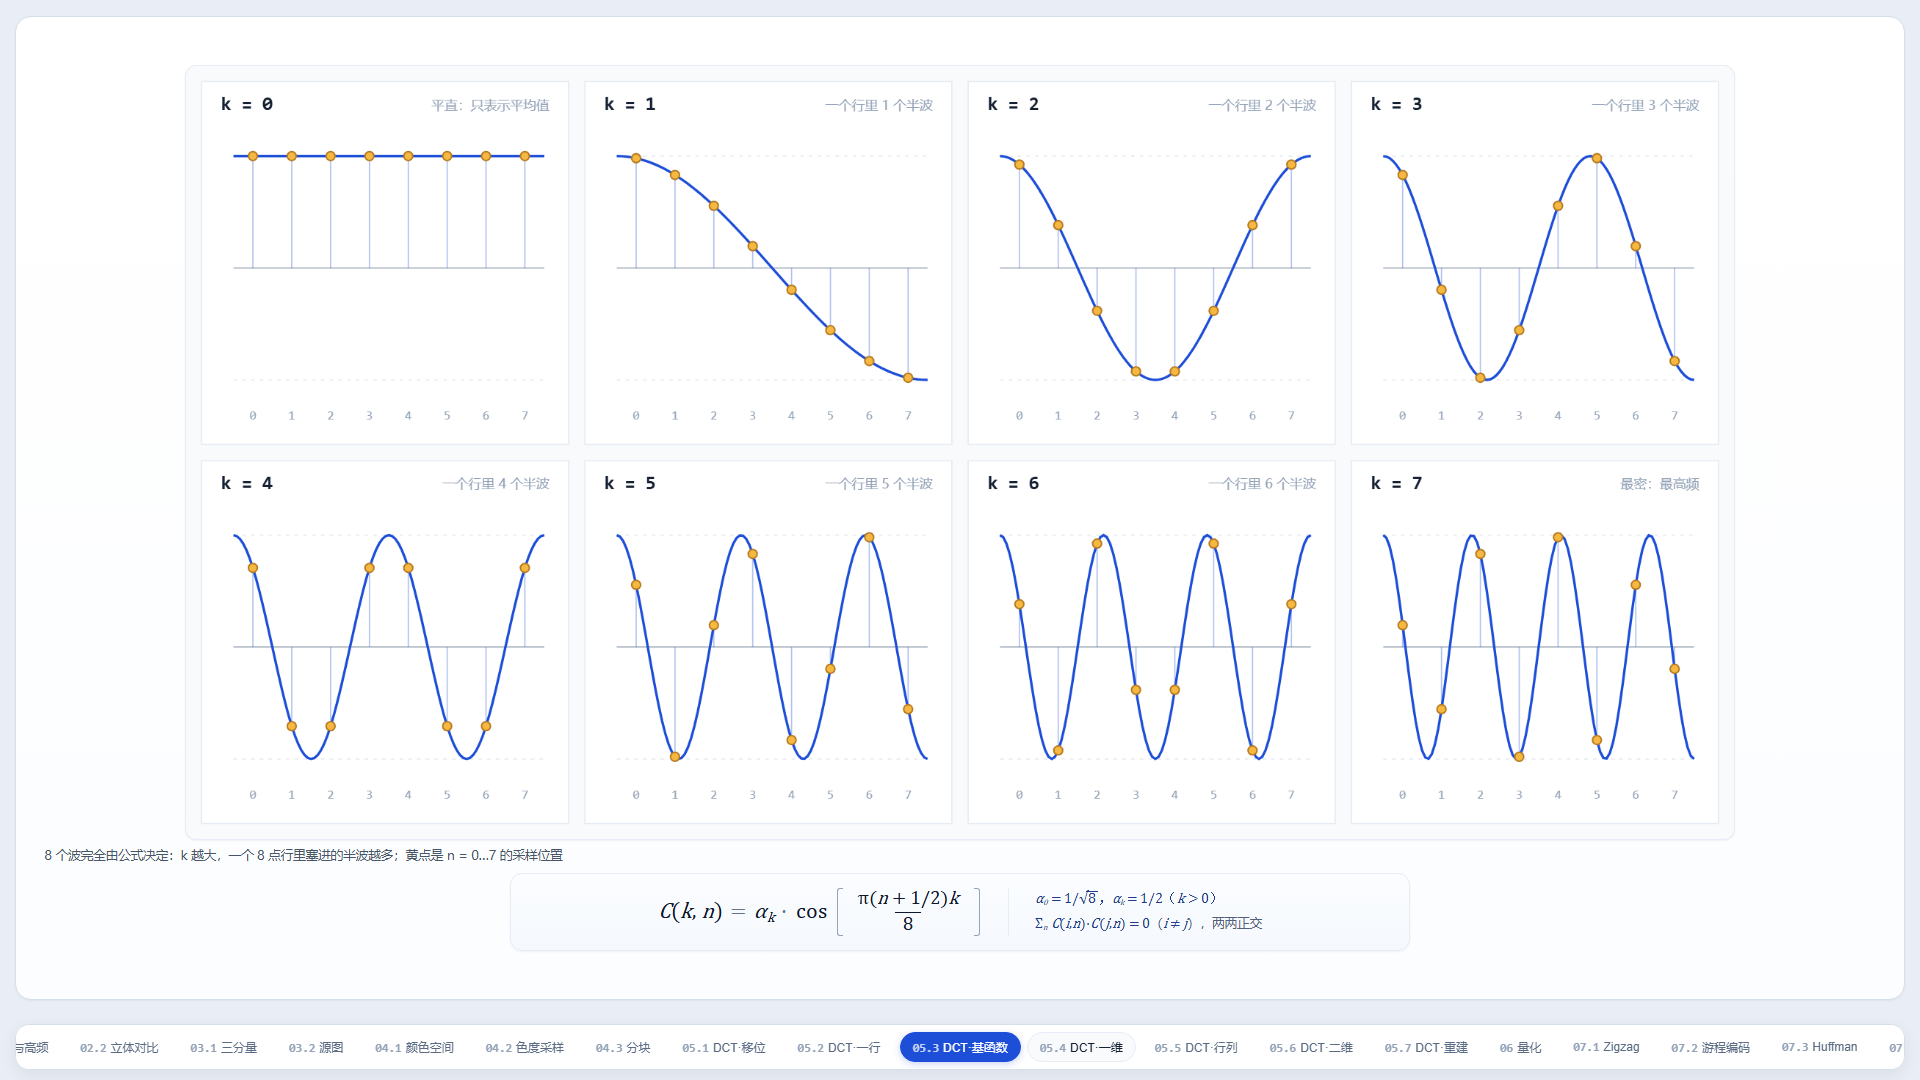 k = 0 平直：只表示平均值
k = 1 一个行里 1 个半波
k = 2 一个行里 2 个半波
k = 3 一个行里 3 个半波
0 1 2 3 4 5 6 7
0 1 2 3 4 5 6 7
0 1 2 3 4 5 6 7
0 1 2 3 4 5 6 7
k = 4 一个行里 4 个半波
k = 5 一个行里 5 个半波
k = 6 一个行里 6 个半波
k = 7 最密：最高频
0 1 2 3 4 5 6 7
0 1 2 3 4 5 6 7
0 1 2 3 4 5 6 7
0 1 2 3 4 5 6 7
8 个波完全由公式决定：k 越大，一个 8 点行里塞进的半波越多；黄点是 n = 0…7 的采样位置
C(k, n) = αₖ · cos [ π(n + 1/2)k / 8 ]
α₀ = 1/√8， αₖ = 1/2（k > 0）
Σₙ C(i,n)·C(j,n) = 0（i ≠ j），两两正交
与高频 02.2 立体对比 03.1 三分量 03.2 源图 04.1 颜色空间 04.2 色度采样 04.3 分块 05.1 DCT·移位 05.2 DCT·一行 05.3 DCT·基函数 05.4 DCT·一维 05.5 DCT·行列 05.6 DCT·二维 05.7 DCT·重建 06 量化 07.1 Zigzag 07.2 游程编码 07.3 Huffman 07